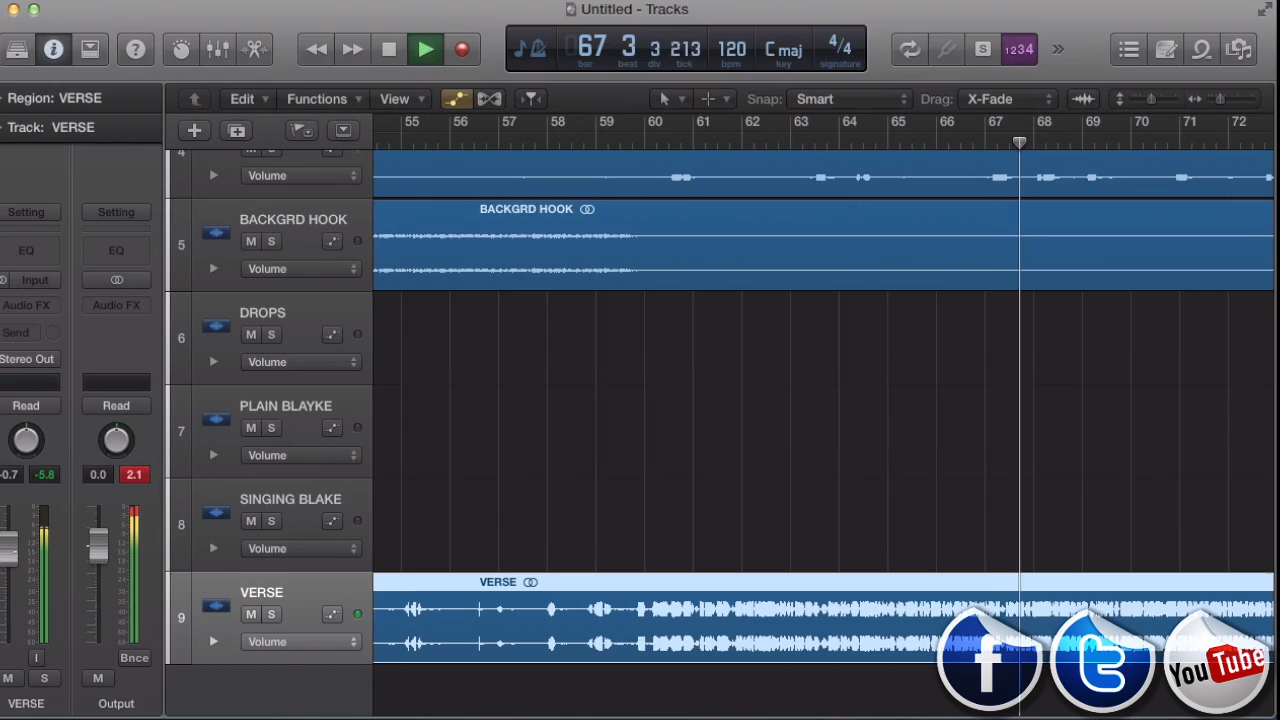 Untitled - Tracks
67 3 3 213 120 C maj 4/4
bar beat div tick bpm key signature
S 1234
Region: VERSE
Edit Functions View Snap: Smart Drag: X-Fade
Track: VERSE
55 56 57 58 59 60 61 62 63 64 65 66 67 68 69 70 71 72
4
Volume
Setting Setting
BACKGRD HOOK
BACKGRD HOOK
5
M S
EQ EQ
Input
Volume
Audio FX Audio FX
DROPS
Send
6
M S
Stereo Out
Volume
Read Read
PLAIN BLAYKE
7
M S
Volume
-0.7 -5.8 0.0 2.1
SINGING BLAKE
8
M S
Volume
VERSE
VERSE
9
M S
Volume
I Bnce
M S M
VERSE Output
f t YouTube